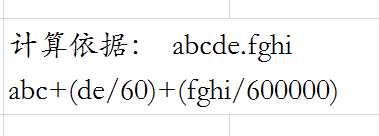 计算依据： abcde.fghi
abc+(de/60)+(fghi/600000)